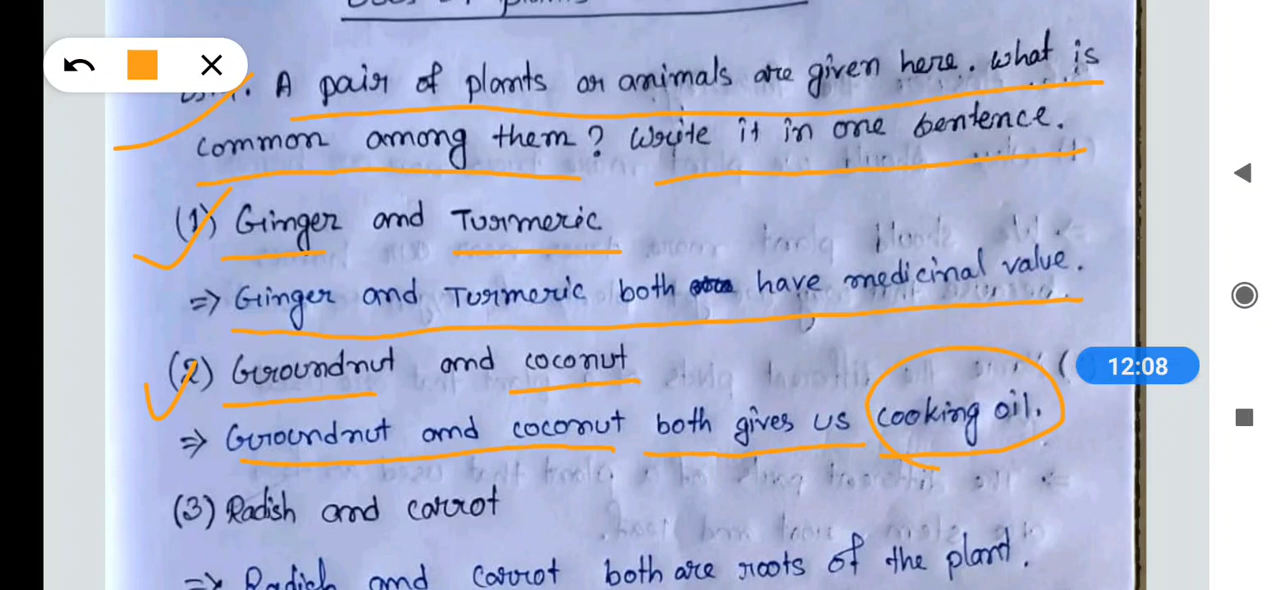 A pair of plants or animals are given here. what is
common among them? Write it in one sentence.
(1) Ginger and Turmeric
=> Ginger and Turmeric both have medicinal value.
(2) Groundnut and coconut
=> Groundnut and coconut both gives us cooking oil.
12:08
(3) Radish and carrot
=> Radish and carrot both are roots of the plant.